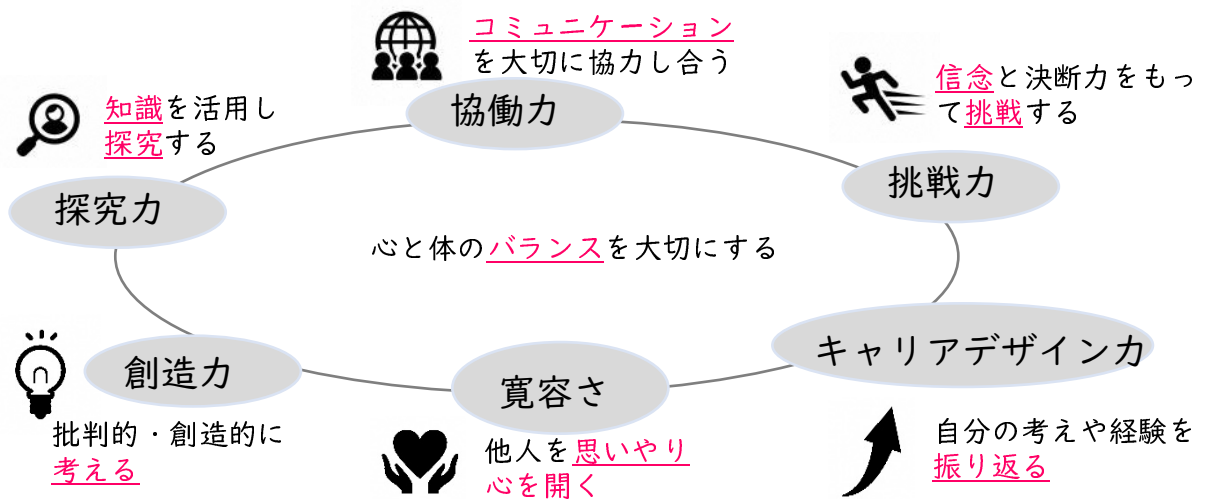 コミュニケーション
を大切に協力し合う
協働力
信念と決断力をもっ
て挑戦する
挑戦力
知識を活用し
探究する
探究力
心と体のバランスを大切にする
キャリアデザイン力
自分の考えや経験を
振り返る
寛容さ
他人を思いやり
心を開く
創造力
批判的・創造的に
考える